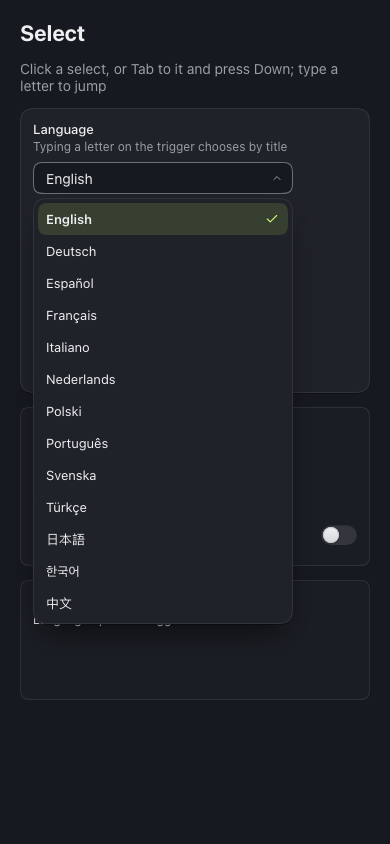 Select
Click a select, or Tab to it and press Down; type a
letter to jump
Language
Typing a letter on the trigger chooses by title
English
English
Deutsch
Español
Français
Italiano
Nederlands
Polski
Português
Svenska
Türkçe
日本語
한국어
中文